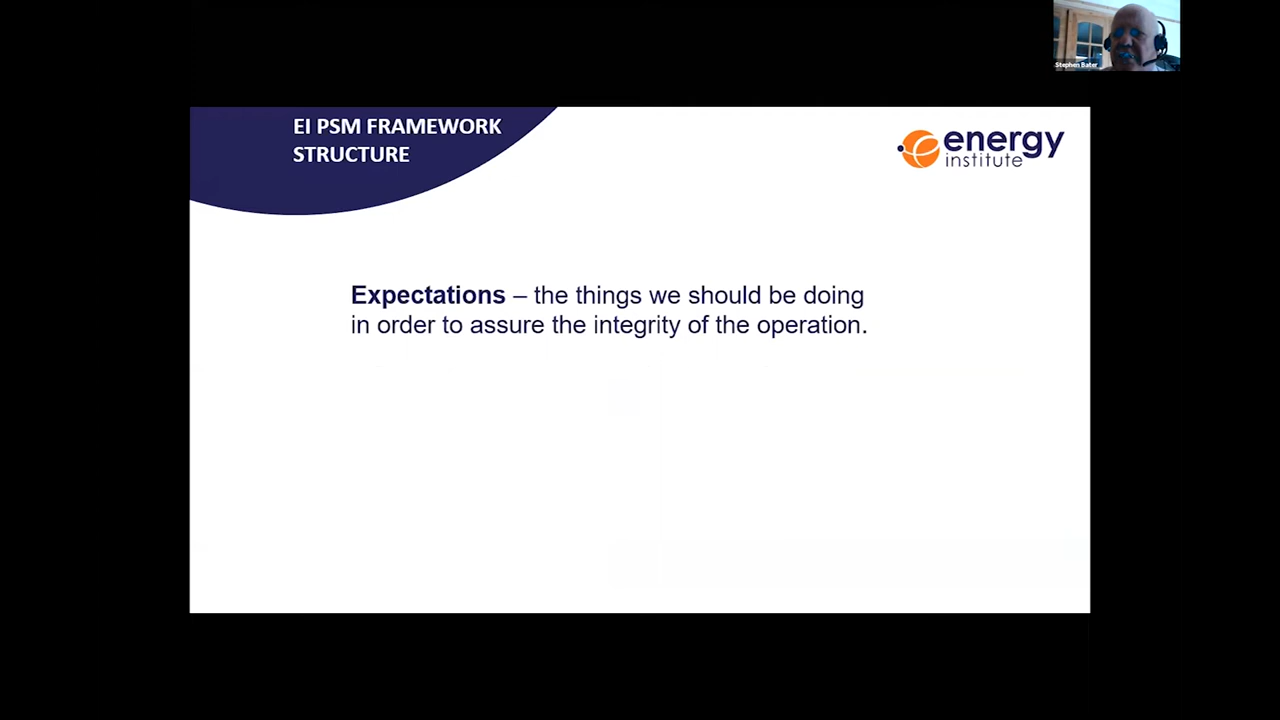 Stephen Bater
EI PSM FRAMEWORK
STRUCTURE
energy
institute
Expectations – the things we should be doing
in order to assure the integrity of the operation.